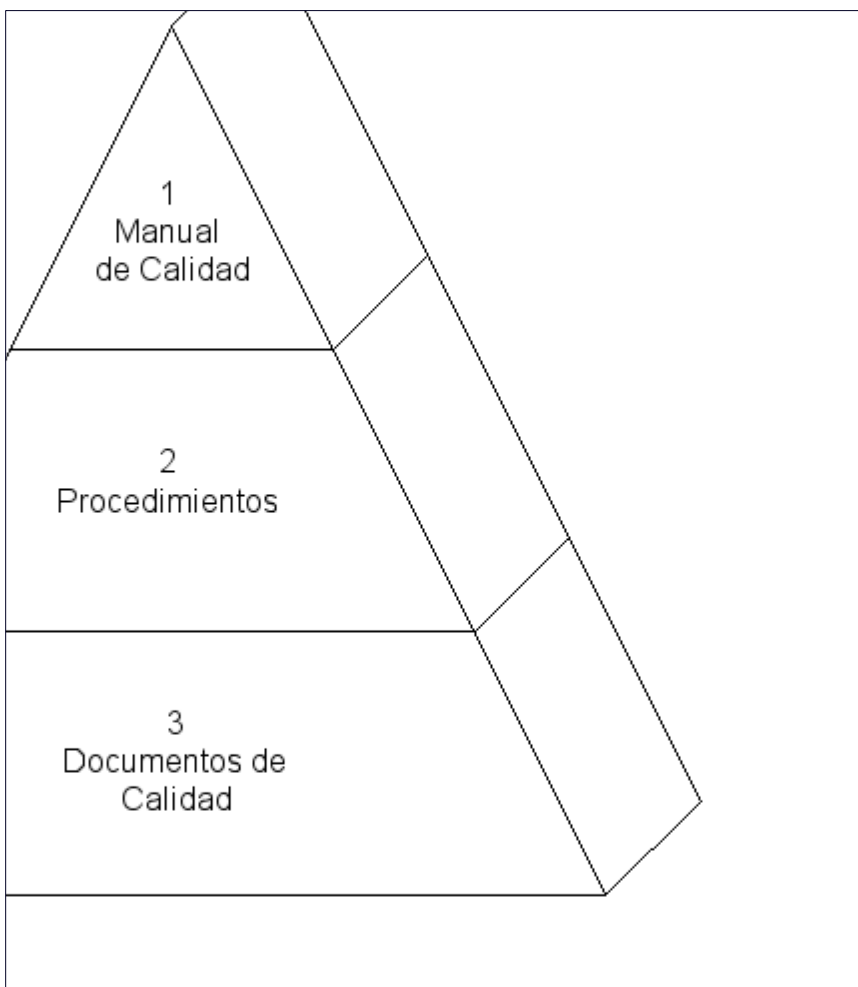 1
Manual
de Calidad
2
Procedimientos
3
Documentos de
Calidad